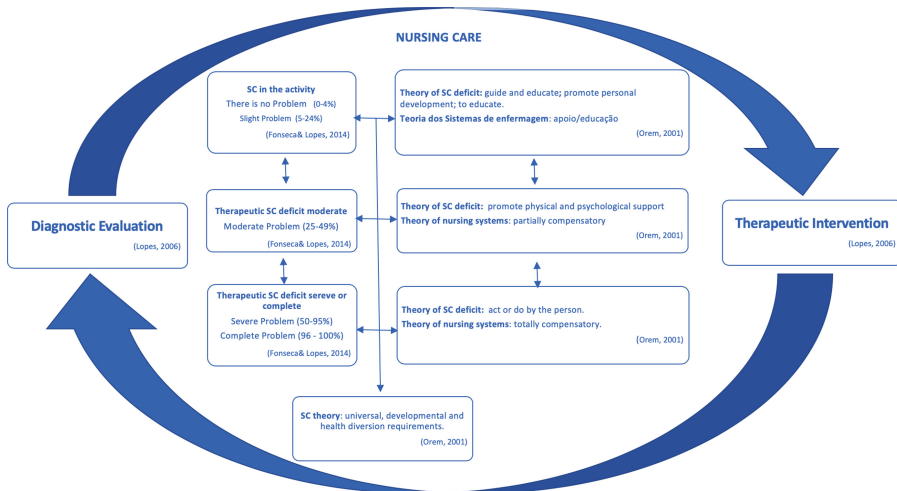 NURSING CARE
SC in the activity
There is no Problem (0-4%)
Slight Problem (5-24%)
(Fonseca& Lopes, 2014)
Theory of SC deficit: guide and educate; promote personal
development; to educate.
Teoria dos Sistemas de enfermagem: apoio/educação
(Orem, 2001)
Diagnostic Evaluation
(Lopes, 2006)
Therapeutic SC deficit moderate
Moderate Problem (25-49%)
(Fonseca& Lopes, 2014)
Theory of SC deficit: promote physical and psychological support
Theory of nursing systems: partially compensatory
(Orem, 2001)
Therapeutic Intervention
(Lopes, 2006)
Therapeutic SC deficit sereve or
complete
Severe Problem (50-95%)
Complete Problem (96 - 100%)
(Fonseca& Lopes, 2014)
Theory of SC deficit: act or do by the person.
Theory of nursing systems: totally compensatory.
(Orem, 2001)
SC theory: universal, developmental and
health diversion requirements.
(Orem, 2001)